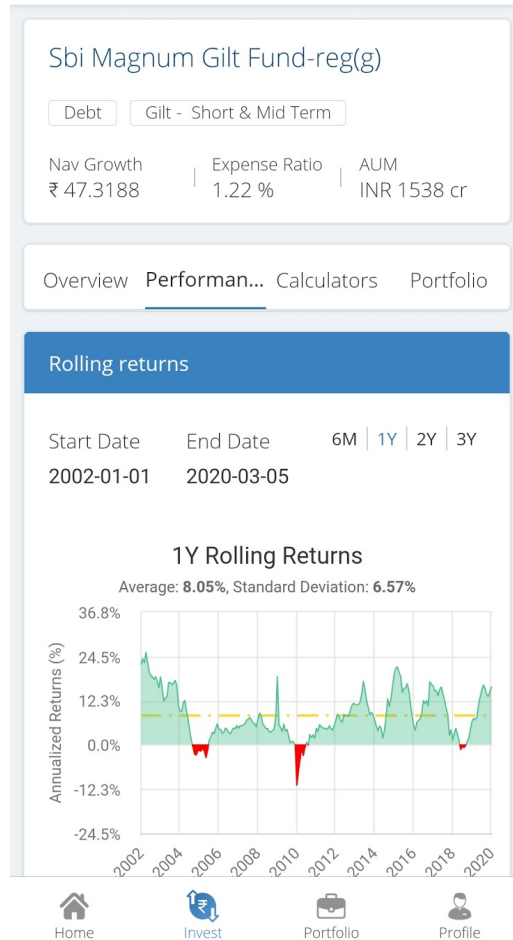 Sbi Magnum Gilt Fund-reg(g)
Debt Gilt - Short & Mid Term
Nav Growth Expense Ratio AUM
₹ 47.3188 1.22 % INR 1538 cr
Overview Performan... Calculators Portfolio
Rolling returns
Start Date End Date 6M 1Y 2Y 3Y
2002-01-01 2020-03-05
1Y Rolling Returns
Average: 8.05%, Standard Deviation: 6.57%
Annualized Returns (%)
36.8%
24.5%
12.3%
0.0%
-12.3%
-24.5%
2002 2004 2006 2008 2010 2012 2014 2016 2018 2020
Home Invest Portfolio Profile